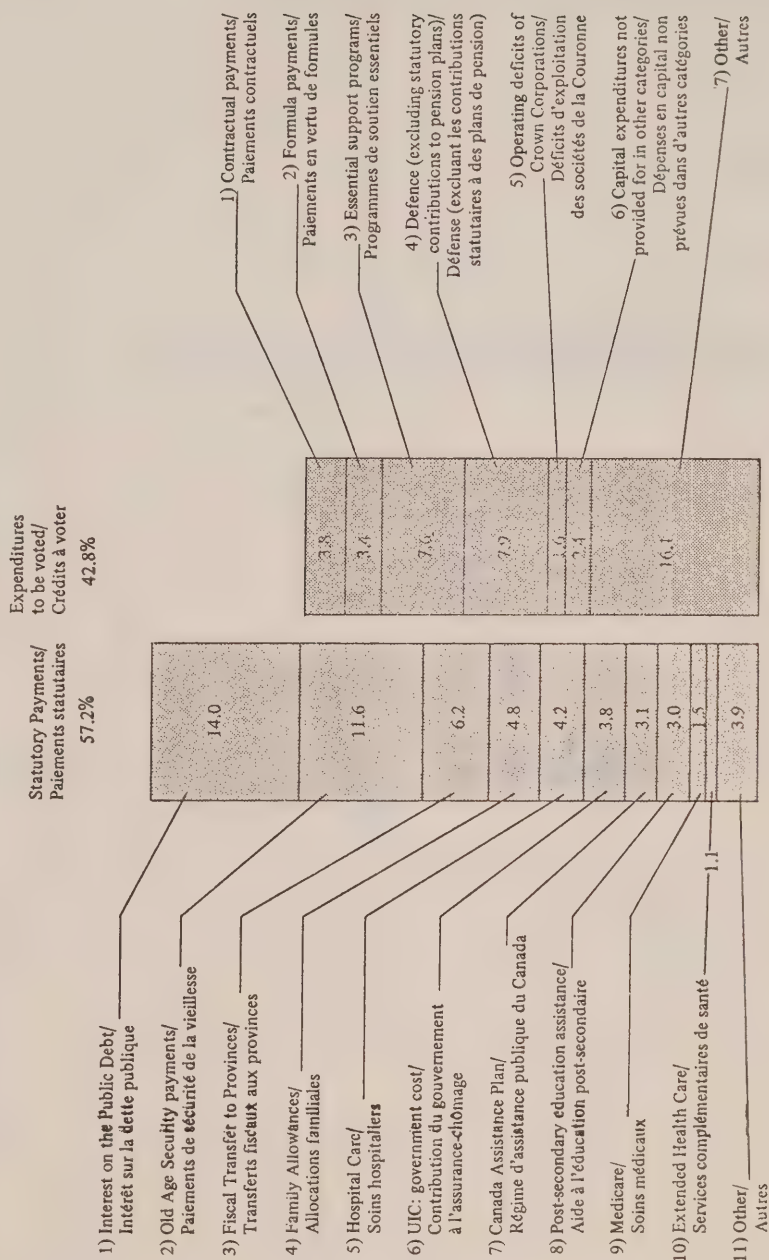 Statutory Payments/
Paiements statutaires
57.2%
Expenditures
to be voted/
Crédits à voter
42.8%
1) Interest on the Public Debt/
Intérêt sur la dette publique
2) Old Age Security payments/
Paiements de sécurité de la vieillesse
3) Fiscal Transfer to Provinces/
Transferts fiscaux aux provinces
4) Family Allowances/
Allocations familiales
5) Hospital Care/
Soins hospitaliers
6) UIC: government cost/
Contribution du gouvernement
à l'assurance-chômage
7) Canada Assistance Plan/
Régime d'assistance publique du Canada
8) Post-secondary education assistance/
Aide à l'éducation post-secondaire
9) Medicare/
Soins médicaux
10) Extended Health Care/
Services complémentaires de santé
11) Other/
Autres
14.0
11.6
6.2
4.8
4.2
3.8
3.1
3.0
1.5
1.1
3.9
3.8
3.4
7.9
2.4
16.1
1) Contractual payments/
Paiements contractuels
2) Formula payments/
Paiements en vertu de formules
3) Essential support programs/
Programmes de soutien essentiels
4) Defence (excluding statutory
contributions to pension plans)/
Défense (excluant les contributions
statutaires à des plans de pension)
5) Operating deficits of
Crown Corporations/
Déficits d'exploitation
des sociétés de la Couronne
6) Capital expenditures not
provided for in other categories/
Dépenses en capital non
prévues dans d'autres catégories
7) Other/
Autres